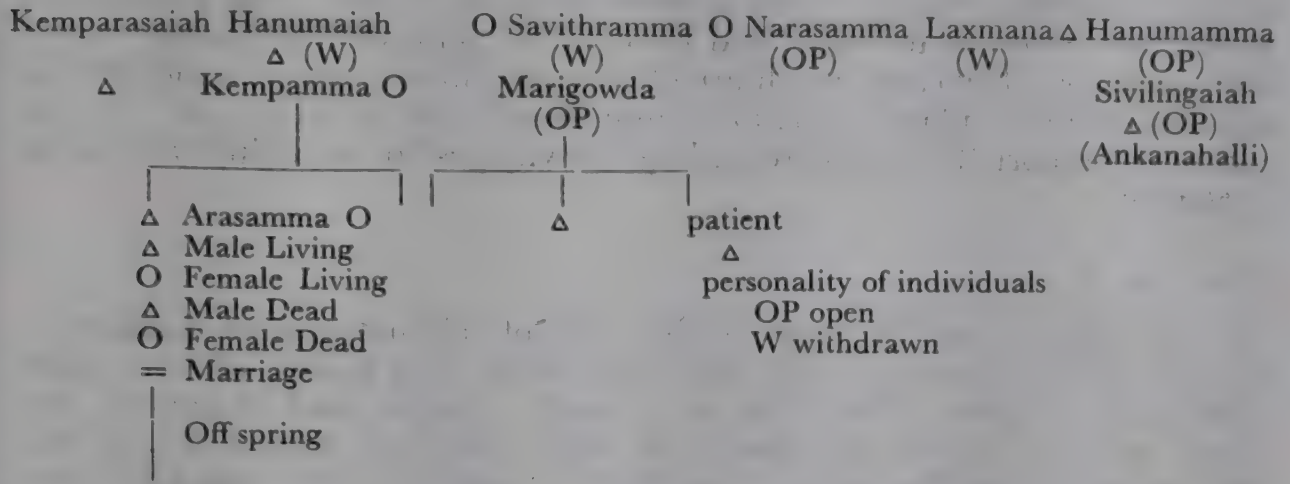 Kemparasaiah Hanumaiah O Savithramma O Narasamma Laxmana Δ Hanumamma
Δ (W) (W) (OP) (W) (OP)
Δ Kempamma O Marigowda Sivilingaiah
(OP) Δ (OP)
(Ankanahalli)
Δ Arasamma O Δ patient
Δ Male Living Δ
O Female Living personality of individuals
Δ Male Dead OP open
O Female Dead W withdrawn
= Marriage
Off spring